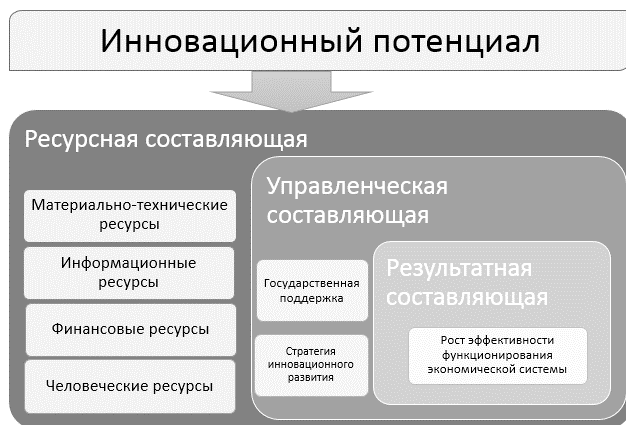 Инновационный потенциал
Ресурсная составляющая
Материально-технические
ресурсы
Информационные
ресурсы
Финансовые ресурсы
Человеческие ресурсы
Управленческая
составляющая
Государственная
поддержка
Стратегия
инновационного
развития
Результатная
составляющая
Рост эффективности
функционирования
экономической системы